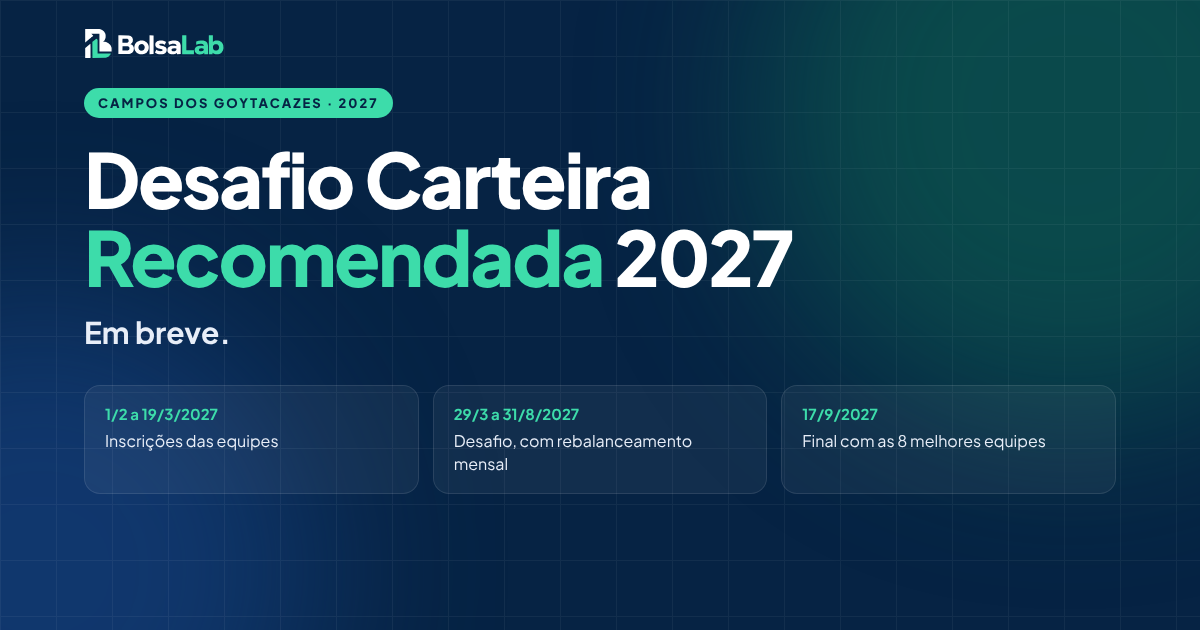 BolsaLab
CAMPOS DOS GOYTACAZES · 2027
Desafio Carteira
Recomendada 2027
Em breve.
1/2 a 19/3/2027
Inscrições das equipes
29/3 a 31/8/2027
Desafio, com rebalanceamento
mensal
17/9/2027
Final com as 8 melhores equipes